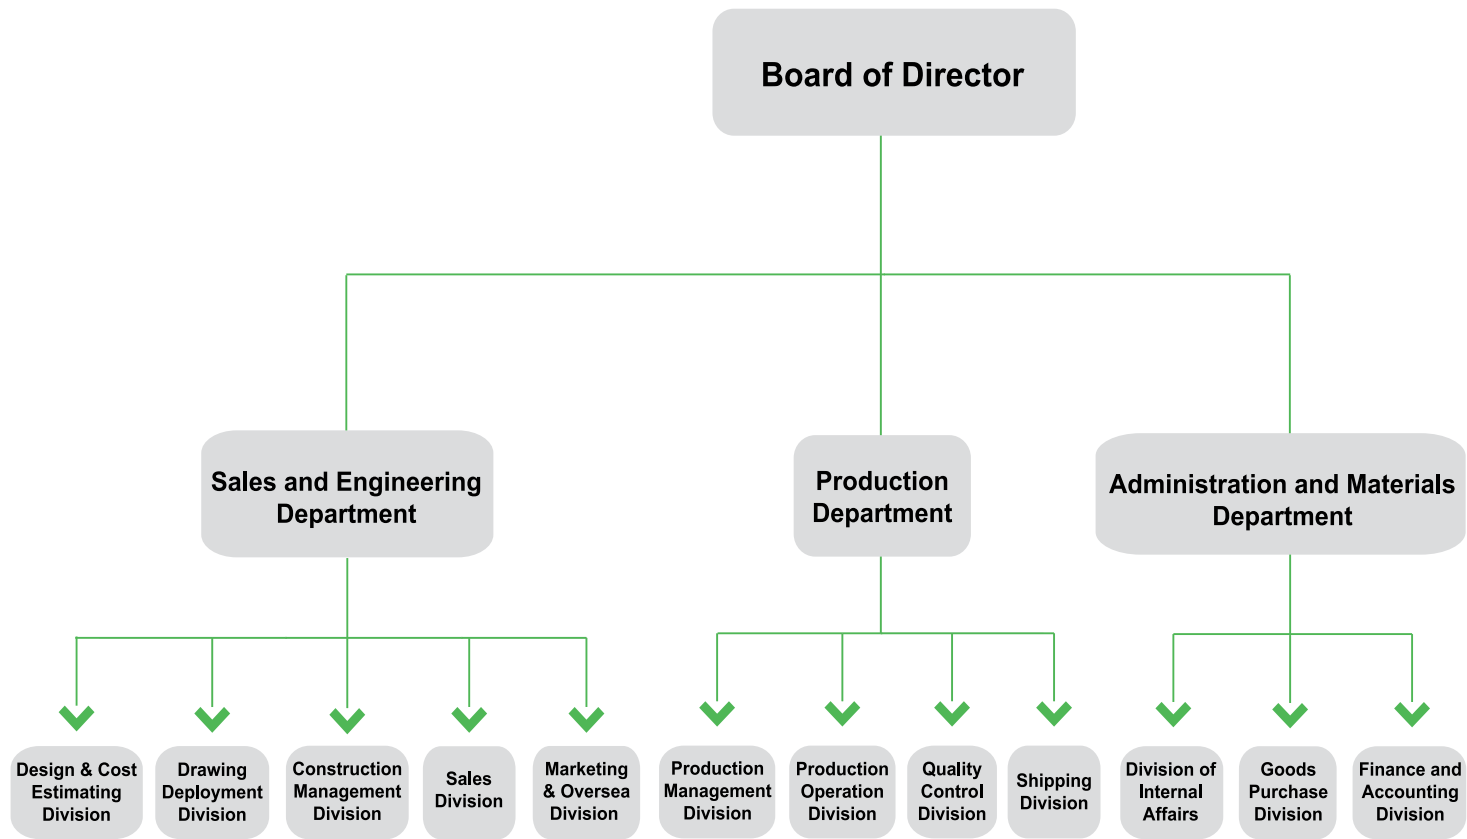 Board of Director
Sales and Engineering
Department
Production
Department
Administration and Materials
Department
Design & Cost
Estimating
Division
Drawing
Deployment
Division
Construction
Management
Division
Sales
Division
Marketing
& Oversea
Division
Production
Management
Division
Production
Operation
Division
Quality
Control
Division
Shipping
Division
Division of
Internal
Affairs
Goods
Purchase
Division
Finance and
Accounting
Division